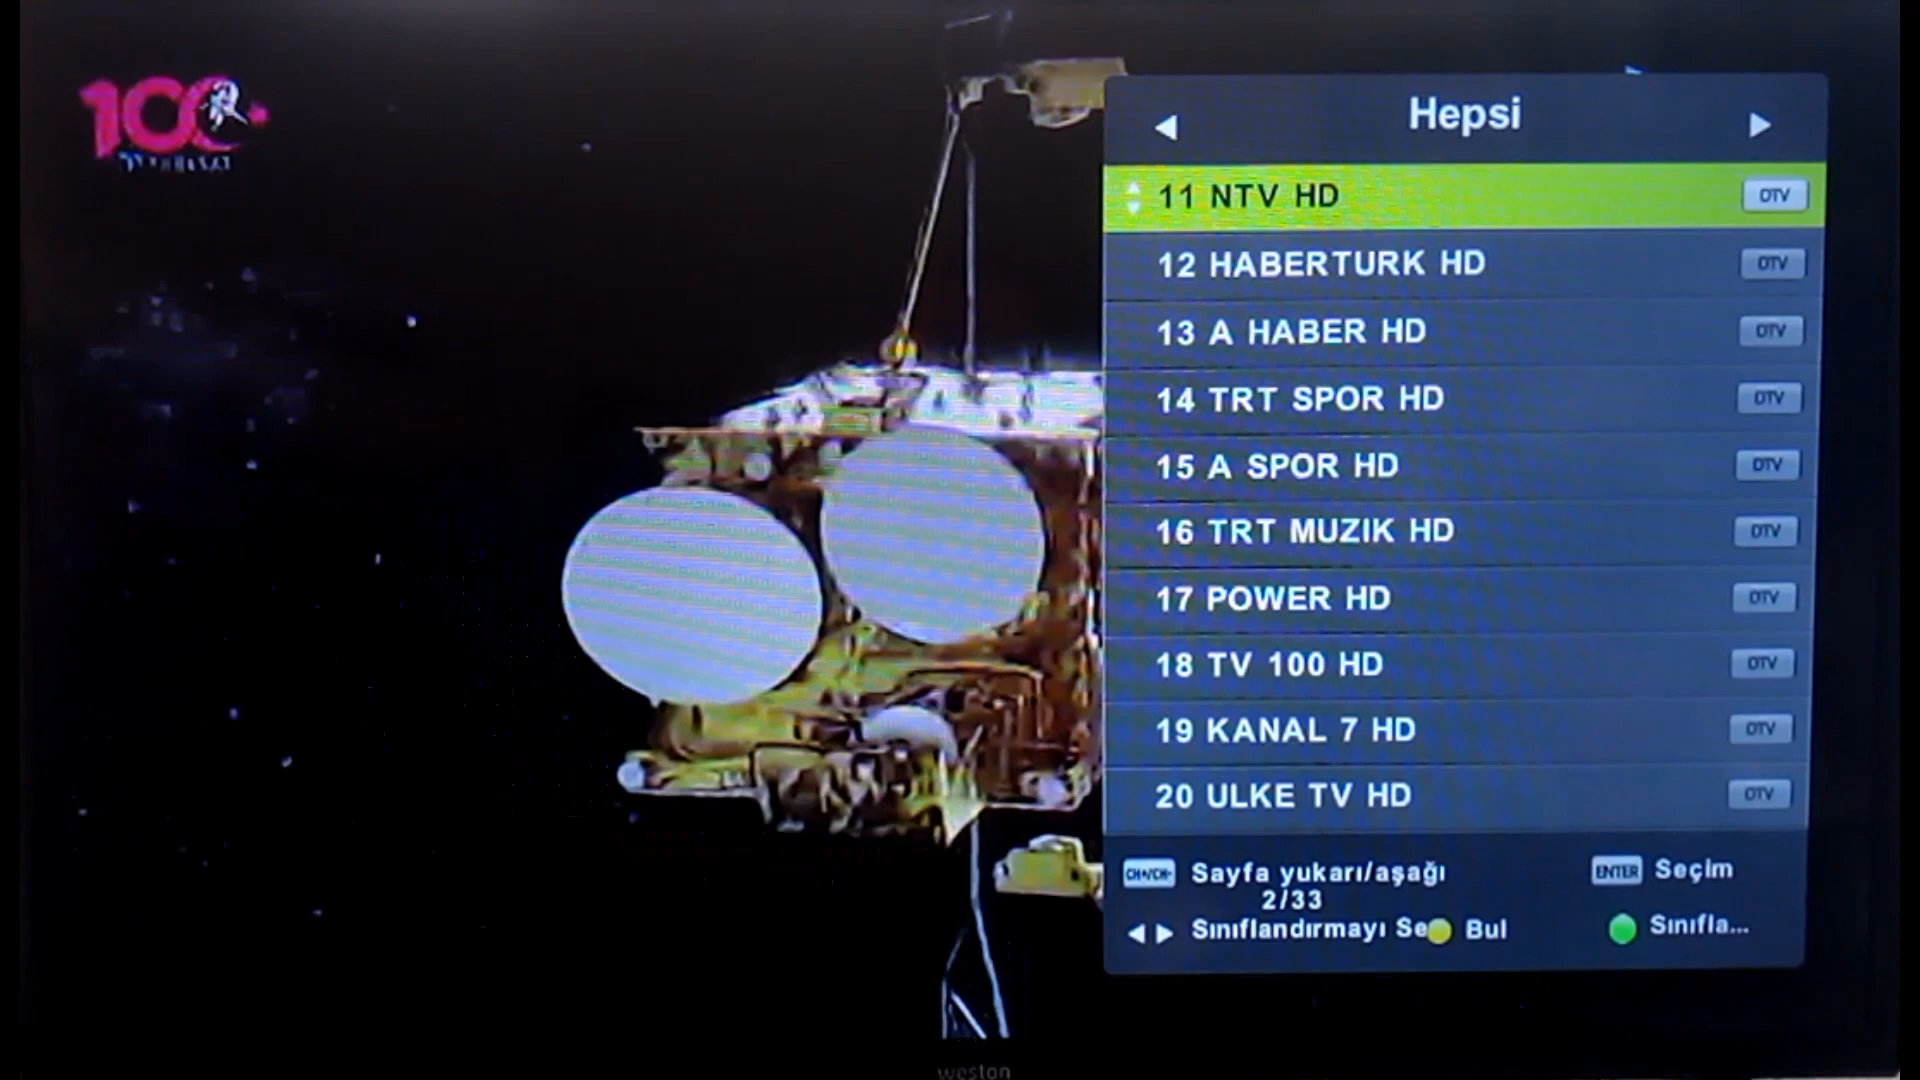 100
Hepsi
11 NTV HD DTV
12 HABERTURK HD DTV
13 A HABER HD DTV
14 TRT SPOR HD DTV
15 A SPOR HD DTV
16 TRT MUZIK HD DTV
17 POWER HD DTV
18 TV 100 HD DTV
19 KANAL 7 HD DTV
20 ULKE TV HD DTV
CH+/CH- Sayfa yukarı/aşağı ENTER Seçim
2/33
Sınıflandırmayı Se Bul Sınıfla...
weston